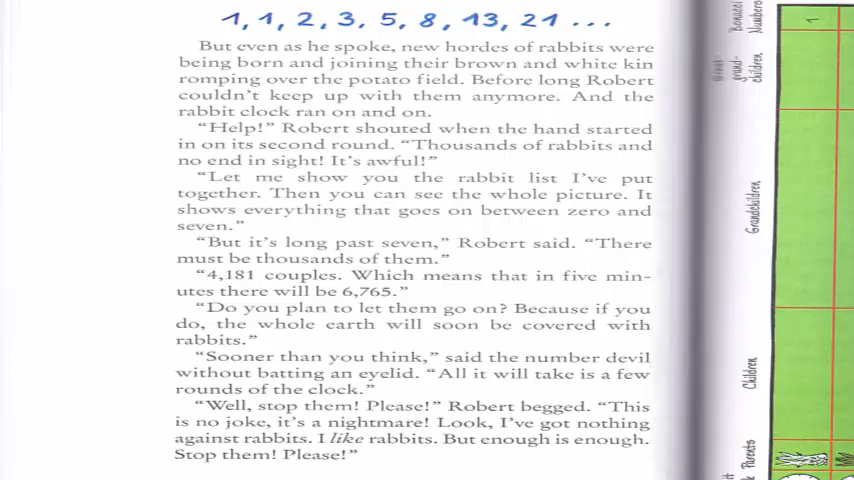 1, 1, 2, 3, 5, 8, 13, 21 ...
But even as he spoke, new hordes of rabbits were
being born and joining their brown and white kin
romping over the potato field. Before long Robert
couldn't keep up with them anymore. And the
rabbit clock ran on and on.
"Help!" Robert shouted when the hand started
in on its second round. "Thousands of rabbits and
no end in sight! It's awful!"
"Let me show you the rabbit list I've put
together. Then you can see the whole picture. It
shows everything that goes on between zero and
seven."
"But it's long past seven," Robert said. "There
must be thousands of them."
"4,181 couples. Which means that in five min-
utes there will be 6,765."
"Do you plan to let them go on? Because if you
do, the whole earth will soon be covered with
rabbits."
"Sooner than you think," said the number devil
without batting an eyelid. "All it will take is a few
rounds of the clock."
"Well, stop them! Please!" Robert begged. "This
is no joke, it's a nightmare! Look, I've got nothing
against rabbits. I like rabbits. But enough is enough.
Stop them! Please!"
Bonacci
Numbers
1
Great-
grand-
children
Grandchildren
Children
Parents